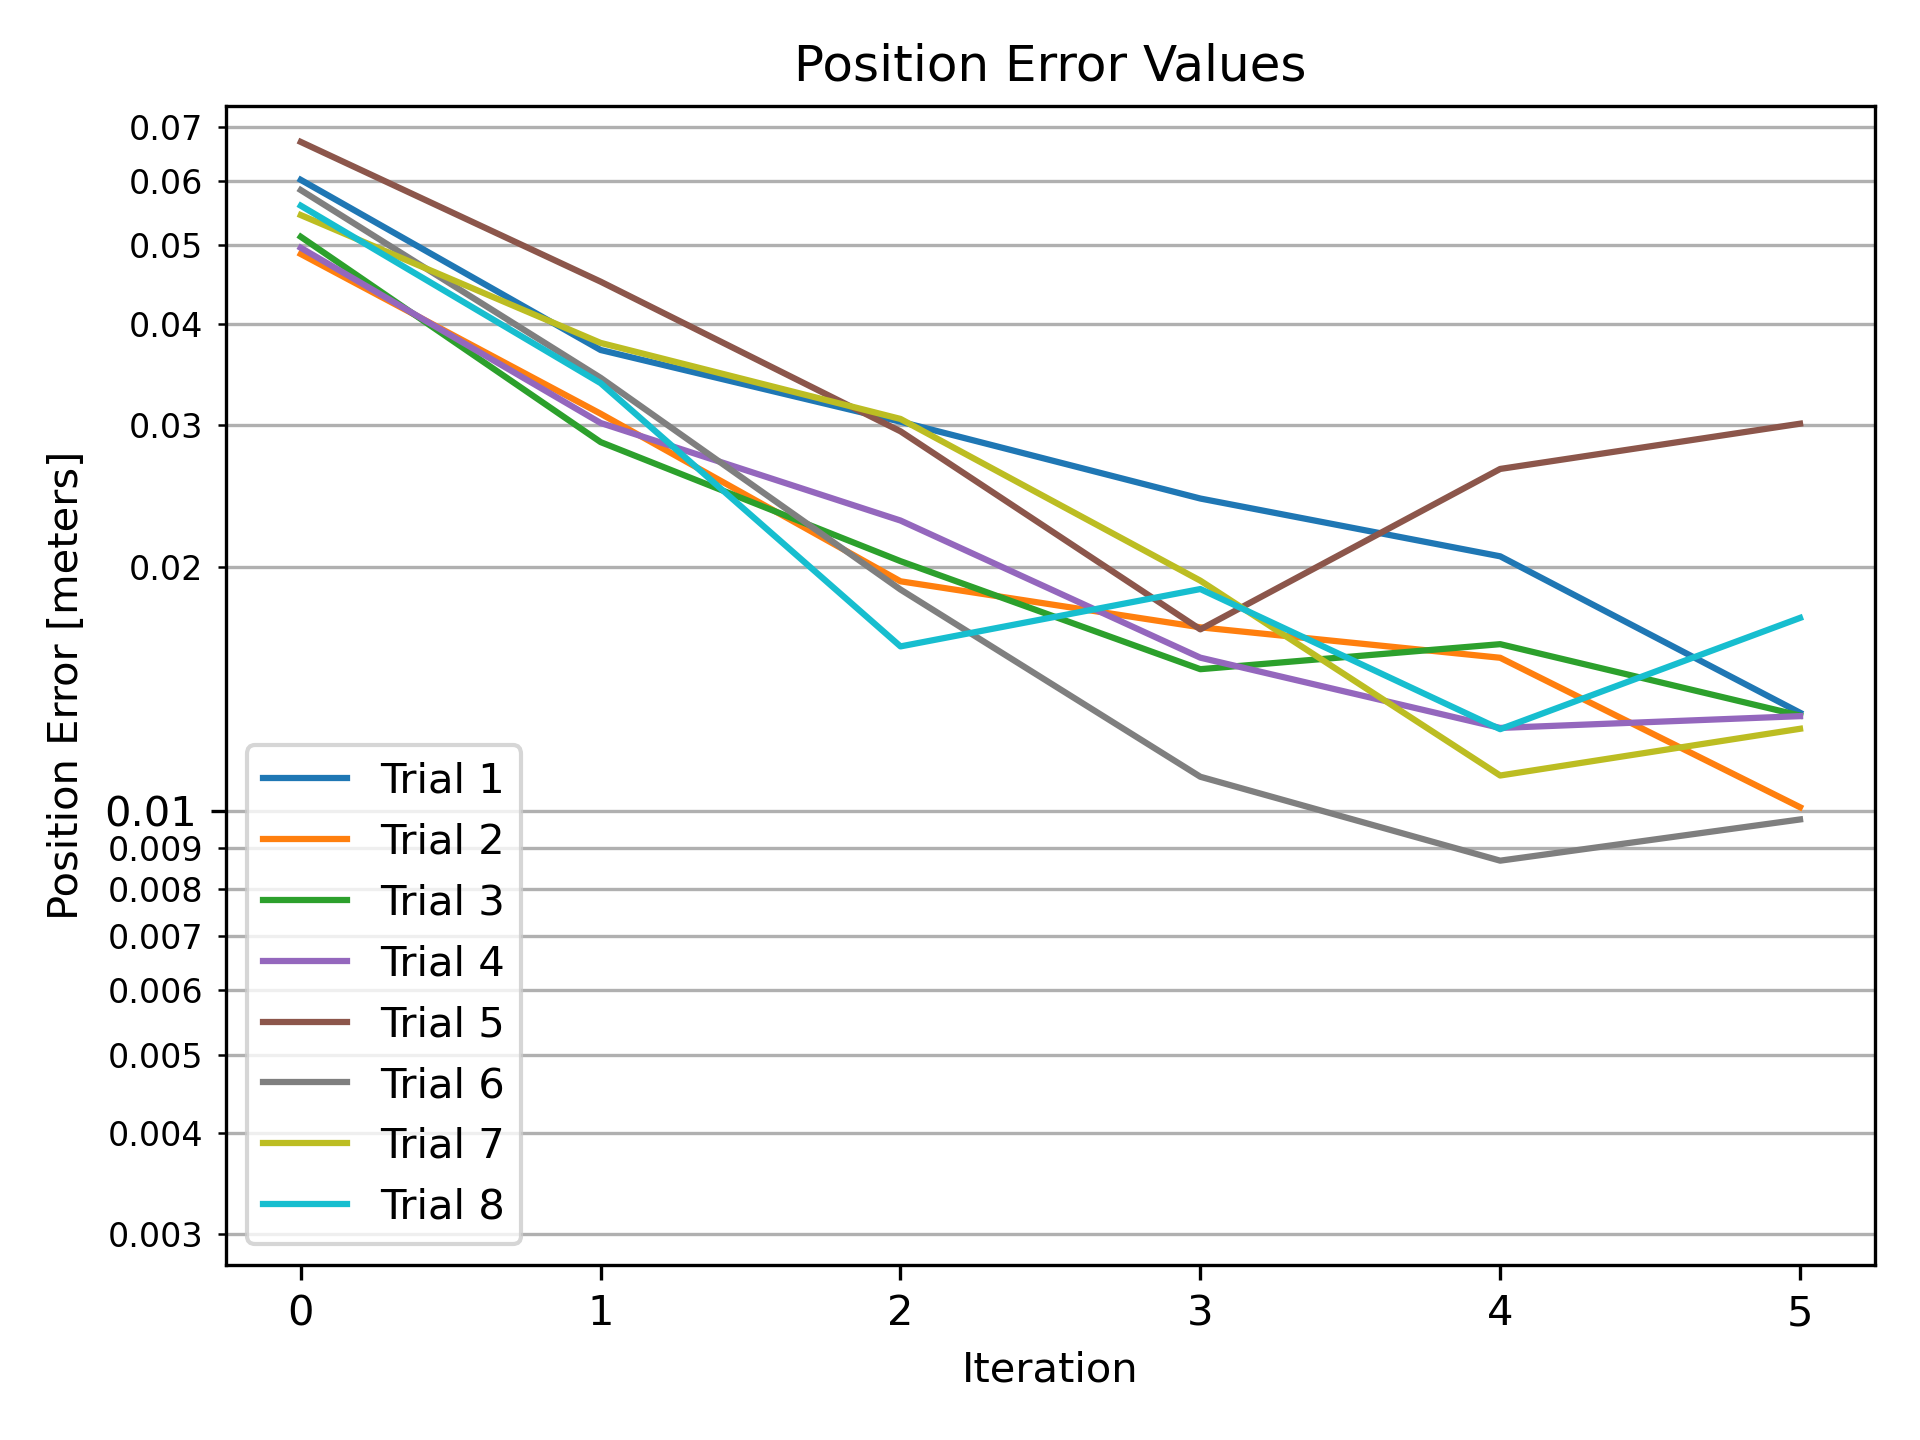 Position Error Values
0.07
0.06
0.05
0.04
0.03
0.02
0.01
0.009
0.008
0.007
0.006
0.005
0.004
0.003
Position Error [meters]
Trial 1
Trial 2
Trial 3
Trial 4
Trial 5
Trial 6
Trial 7
Trial 8
0 1 2 3 4 5
Iteration